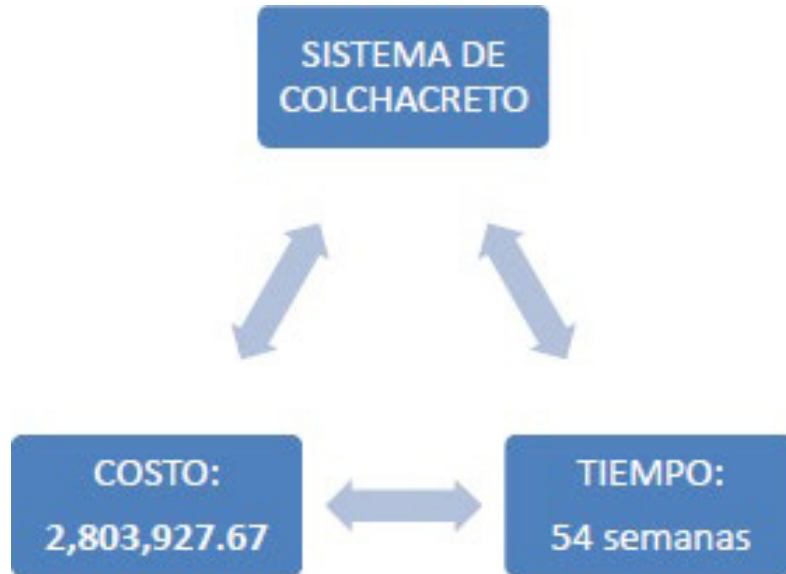 SISTEMA DE
COLCHACRETO
COSTO:
2,803,927.67
TIEMPO:
54 semanas